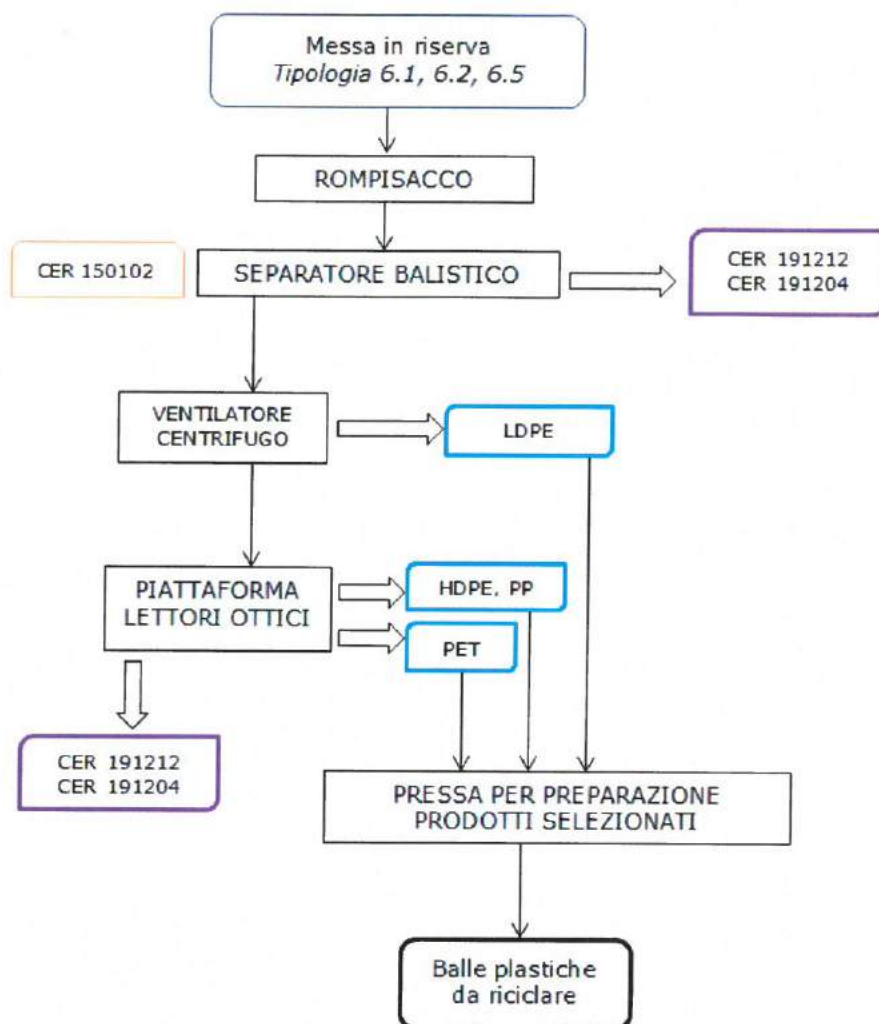 Messa in riserva
Tipologia 6.1, 6.2, 6.5
ROMPISACCO
CER 150102
SEPARATORE BALISTICO
CER 191212
CER 191204
VENTILATORE
CENTRIFUGO
LDPE
PIATTAFORMA
LETTORI OTTICI
HDPE, PP
PET
CER 191212
CER 191204
PRESSA PER PREPARAZIONE
PRODOTTI SELEZIONATI
Balle plastiche
da riciclare